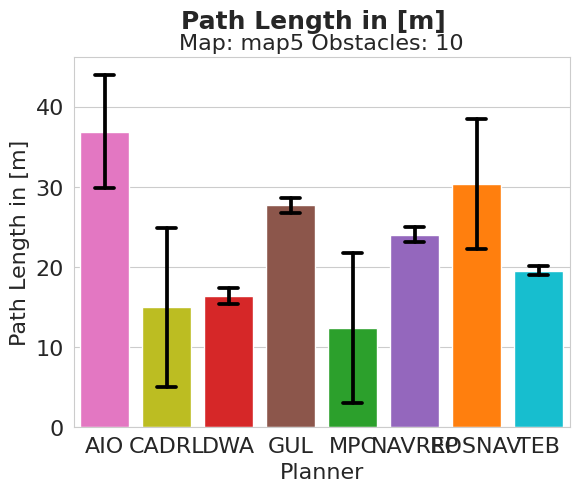 Path Length in [m]
Map: map5 Obstacles: 10
Path Length in [m]
40
30
20
10
0
AIO CADRL DWA GUL MPC NAVREP ROSNAV TEB
Planner